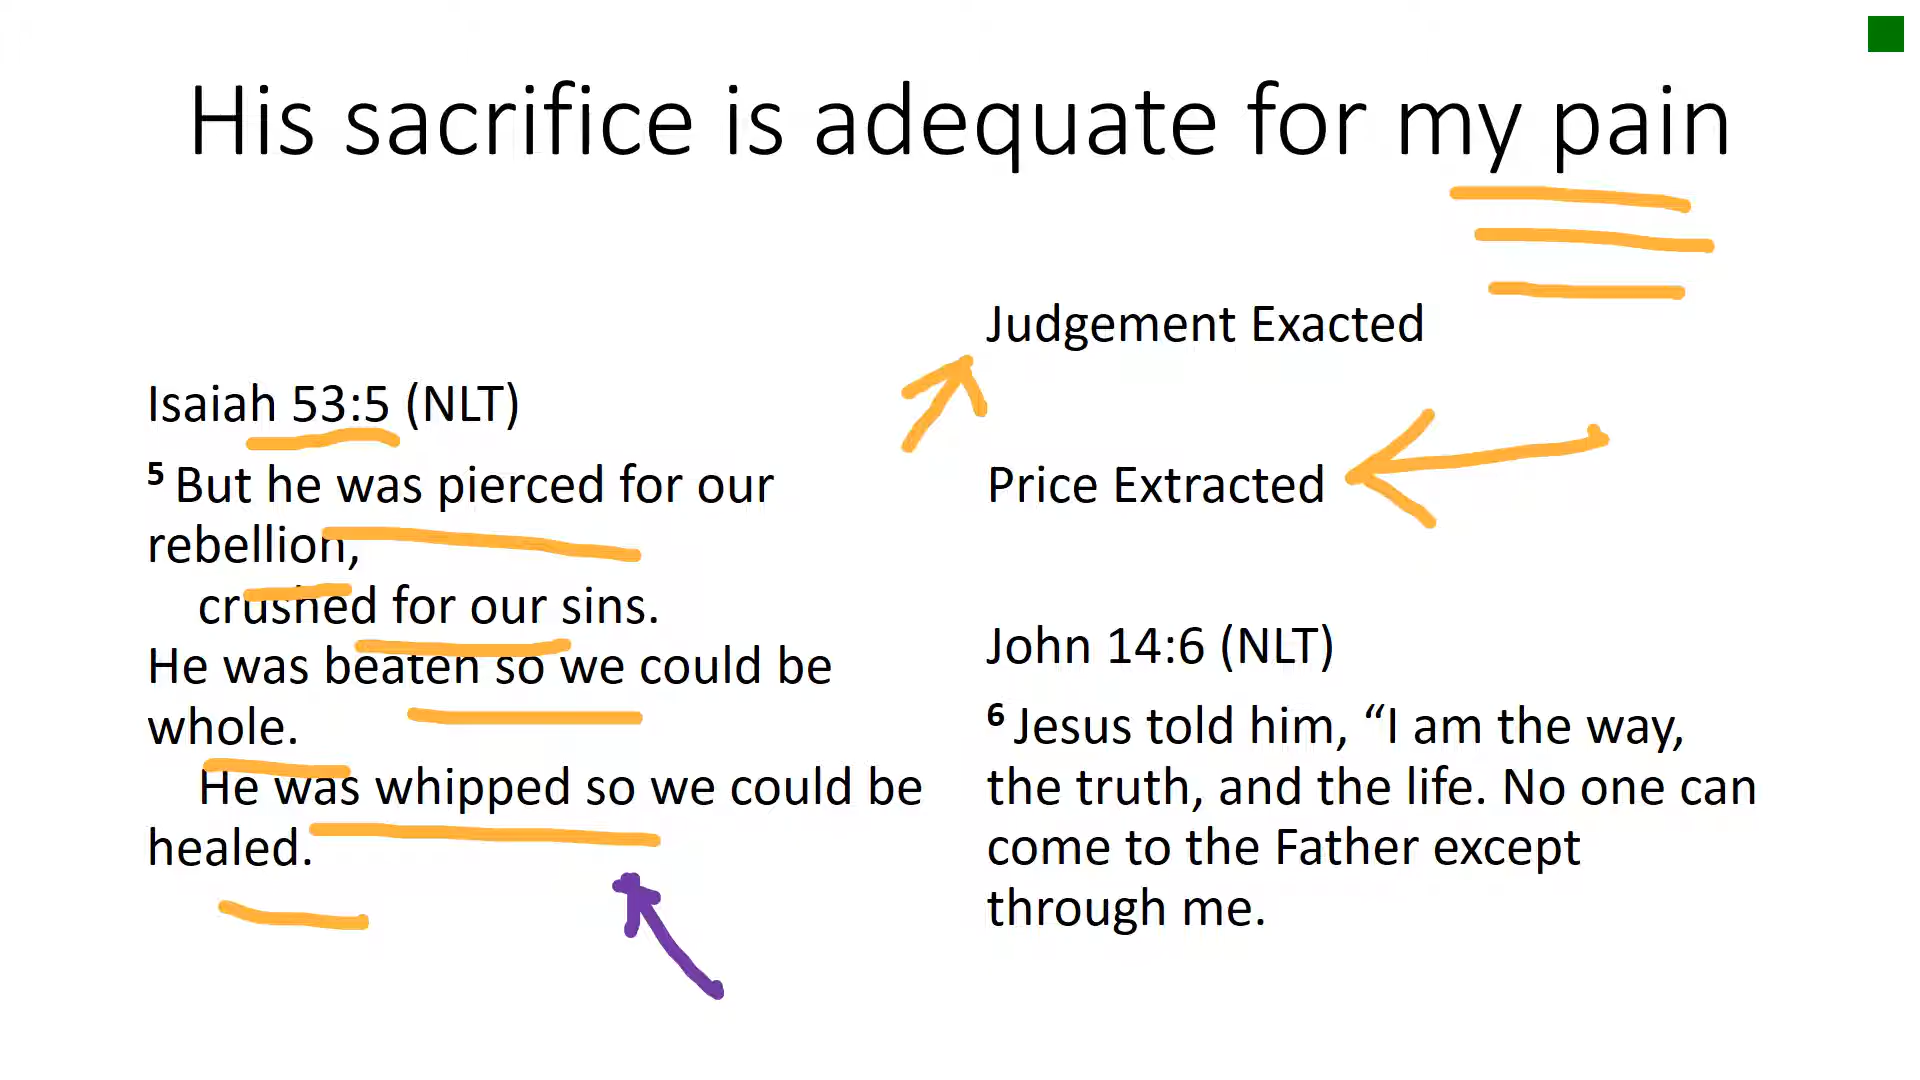 His sacrifice is adequate for my pain
Isaiah 53:5 (NLT)
5 But he was pierced for our
rebellion,
crushed for our sins.
He was beaten so we could be
whole.
He was whipped so we could be
healed.
Judgement Exacted
Price Extracted
John 14:6 (NLT)
6 Jesus told him, “I am the way,
the truth, and the life. No one can
come to the Father except
through me.